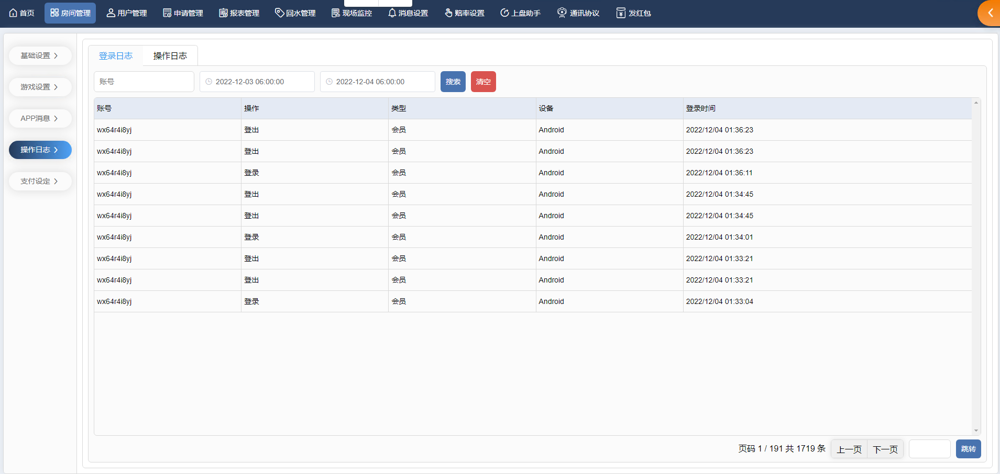 首页 房间管理 用户管理 申请管理 报表管理 回水管理 现场监控 消息设置 赔率设置 上盘助手 通讯协议 发红包
基础设置
游戏设置
APP消息
操作日志
支付设定
登录日志 操作日志
账号 2022-12-03 06:00:00 2022-12-04 06:00:00 搜索 清空
账号 操作 类型 设备 登录时间
wx64r4i8yj 登出 会员 Android 2022/12/04 01:36:23
wx64r4i8yj 登出 会员 Android 2022/12/04 01:36:23
wx64r4i8yj 登录 会员 Android 2022/12/04 01:36:11
wx64r4i8yj 登出 会员 Android 2022/12/04 01:34:45
wx64r4i8yj 登出 会员 Android 2022/12/04 01:34:45
wx64r4i8yj 登录 会员 Android 2022/12/04 01:34:01
wx64r4i8yj 登出 会员 Android 2022/12/04 01:33:21
wx64r4i8yj 登出 会员 Android 2022/12/04 01:33:21
wx64r4i8yj 登录 会员 Android 2022/12/04 01:33:04
页码 1 / 191 共 1719 条 上一页 下一页 跳转